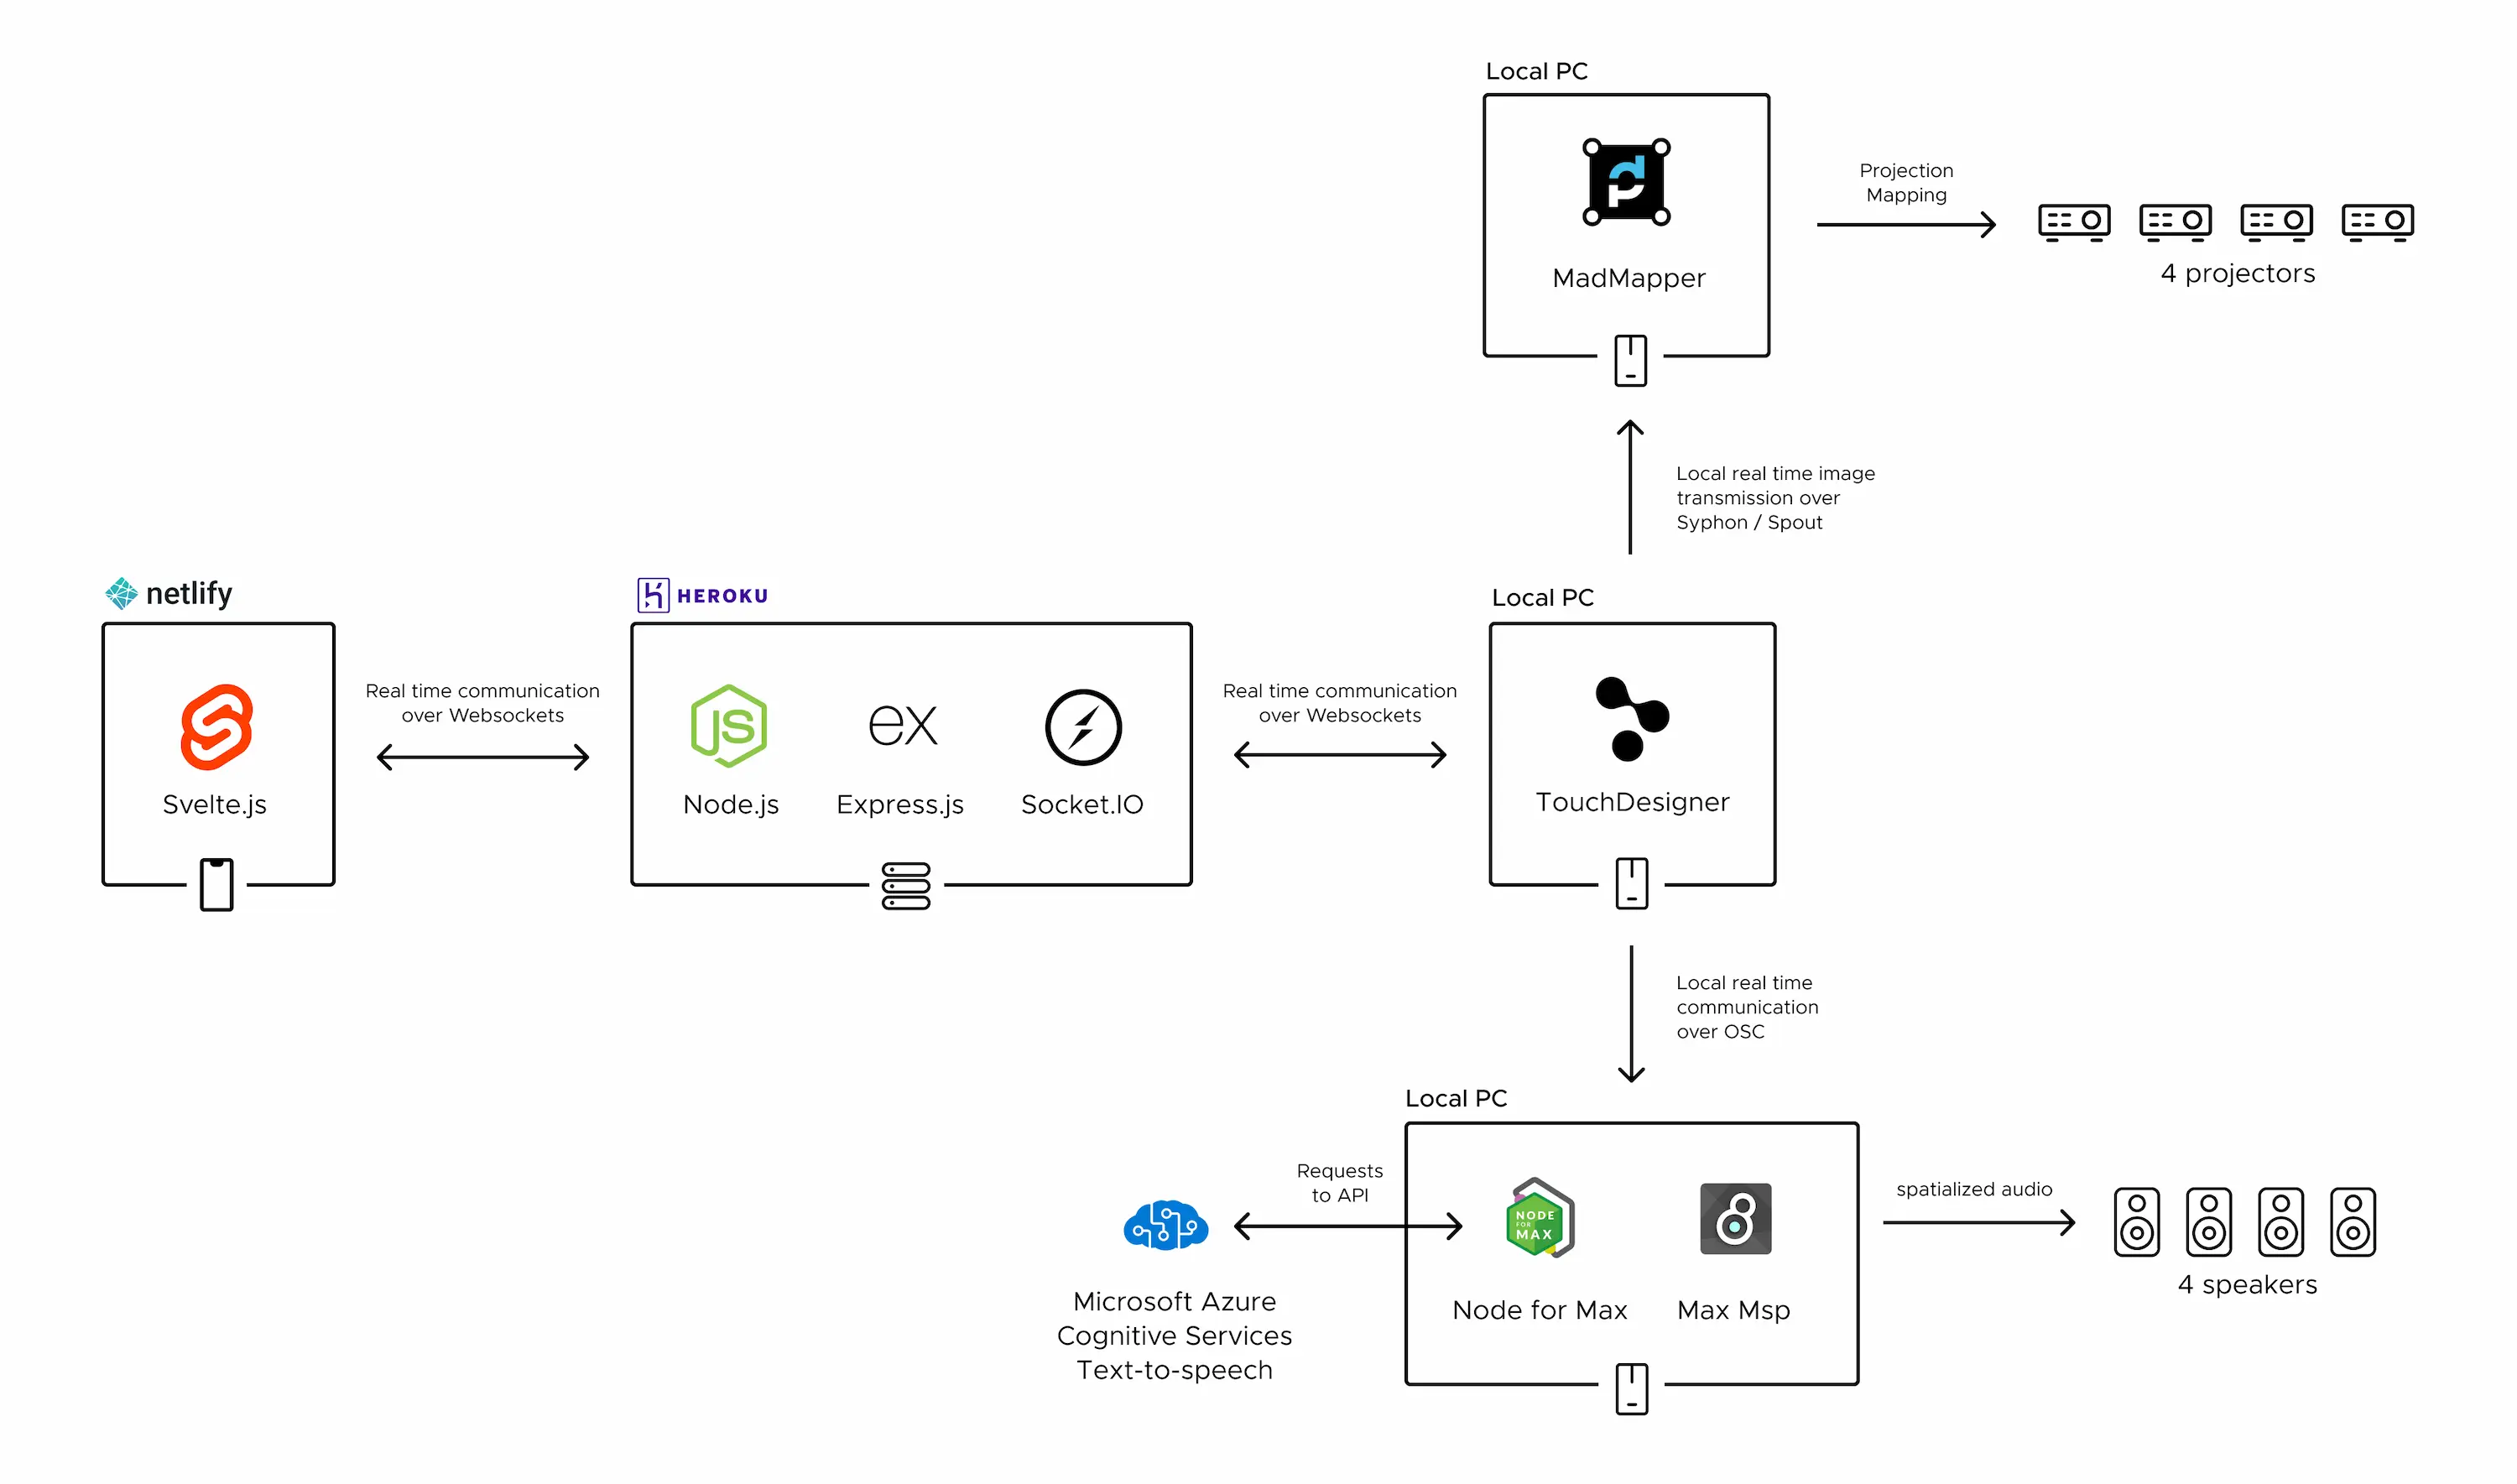 Local PC
MadMapper
Projection
Mapping
4 projectors
Local real time image
transmission over
Syphon / Spout
netlify
Svelte.js
Real time communication
over Websockets
HEROKU
JS
ex
Node.js
Express.js
Socket.IO
Real time communication
over Websockets
Local PC
TouchDesigner
Local real time
communication
over OSC
Local PC
Requests
to API
Microsoft Azure
Cognitive Services
Text-to-speech
NODE
FOR
MAX
Node for Max
Max Msp
spatialized audio
4 speakers